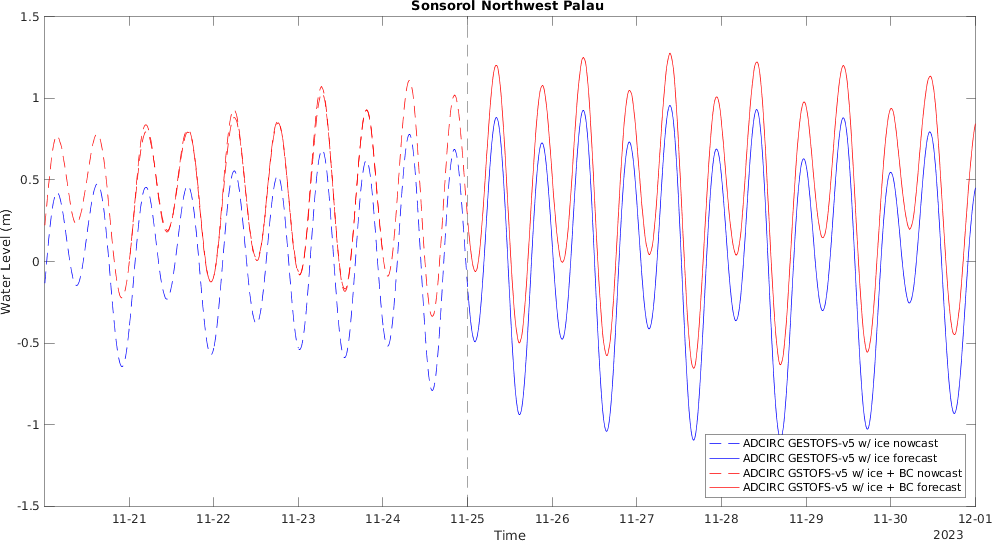 Sonsorol Northwest Palau
1.5
1
0.5
0
-0.5
-1
-1.5
Water Level (m)
11-21
11-22
11-23
11-24
11-25
11-26
11-27
11-28
11-29
11-30
12-01
Time
2023
ADCIRC GESTOFS-v5 w/ ice nowcast
ADCIRC GESTOFS-v5 w/ ice forecast
ADCIRC GSTOFS-v5 w/ ice + BC nowcast
ADCIRC GSTOFS-v5 w/ ice + BC forecast